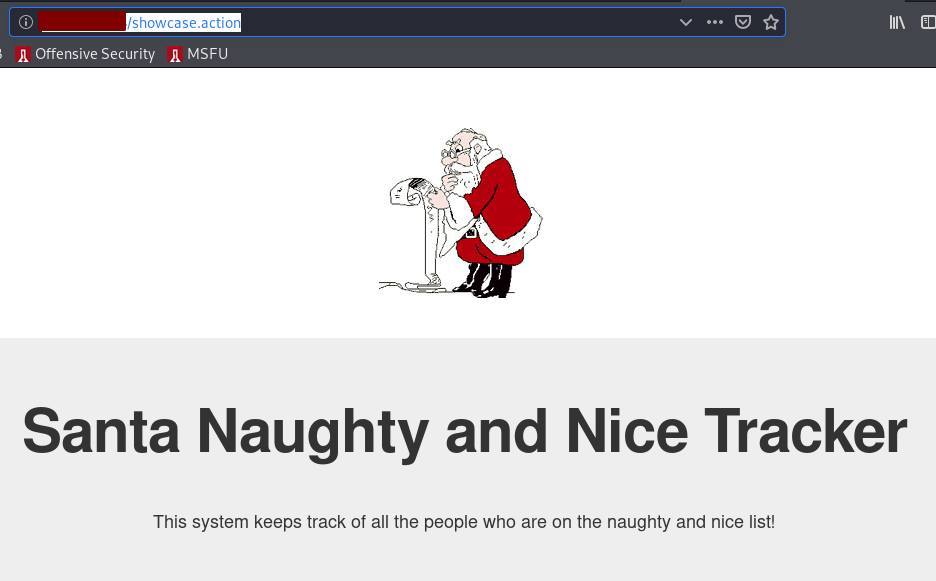 /showcase.action
Offensive Security MSFU
Santa Naughty and Nice Tracker
This system keeps track of all the people who are on the naughty and nice list!